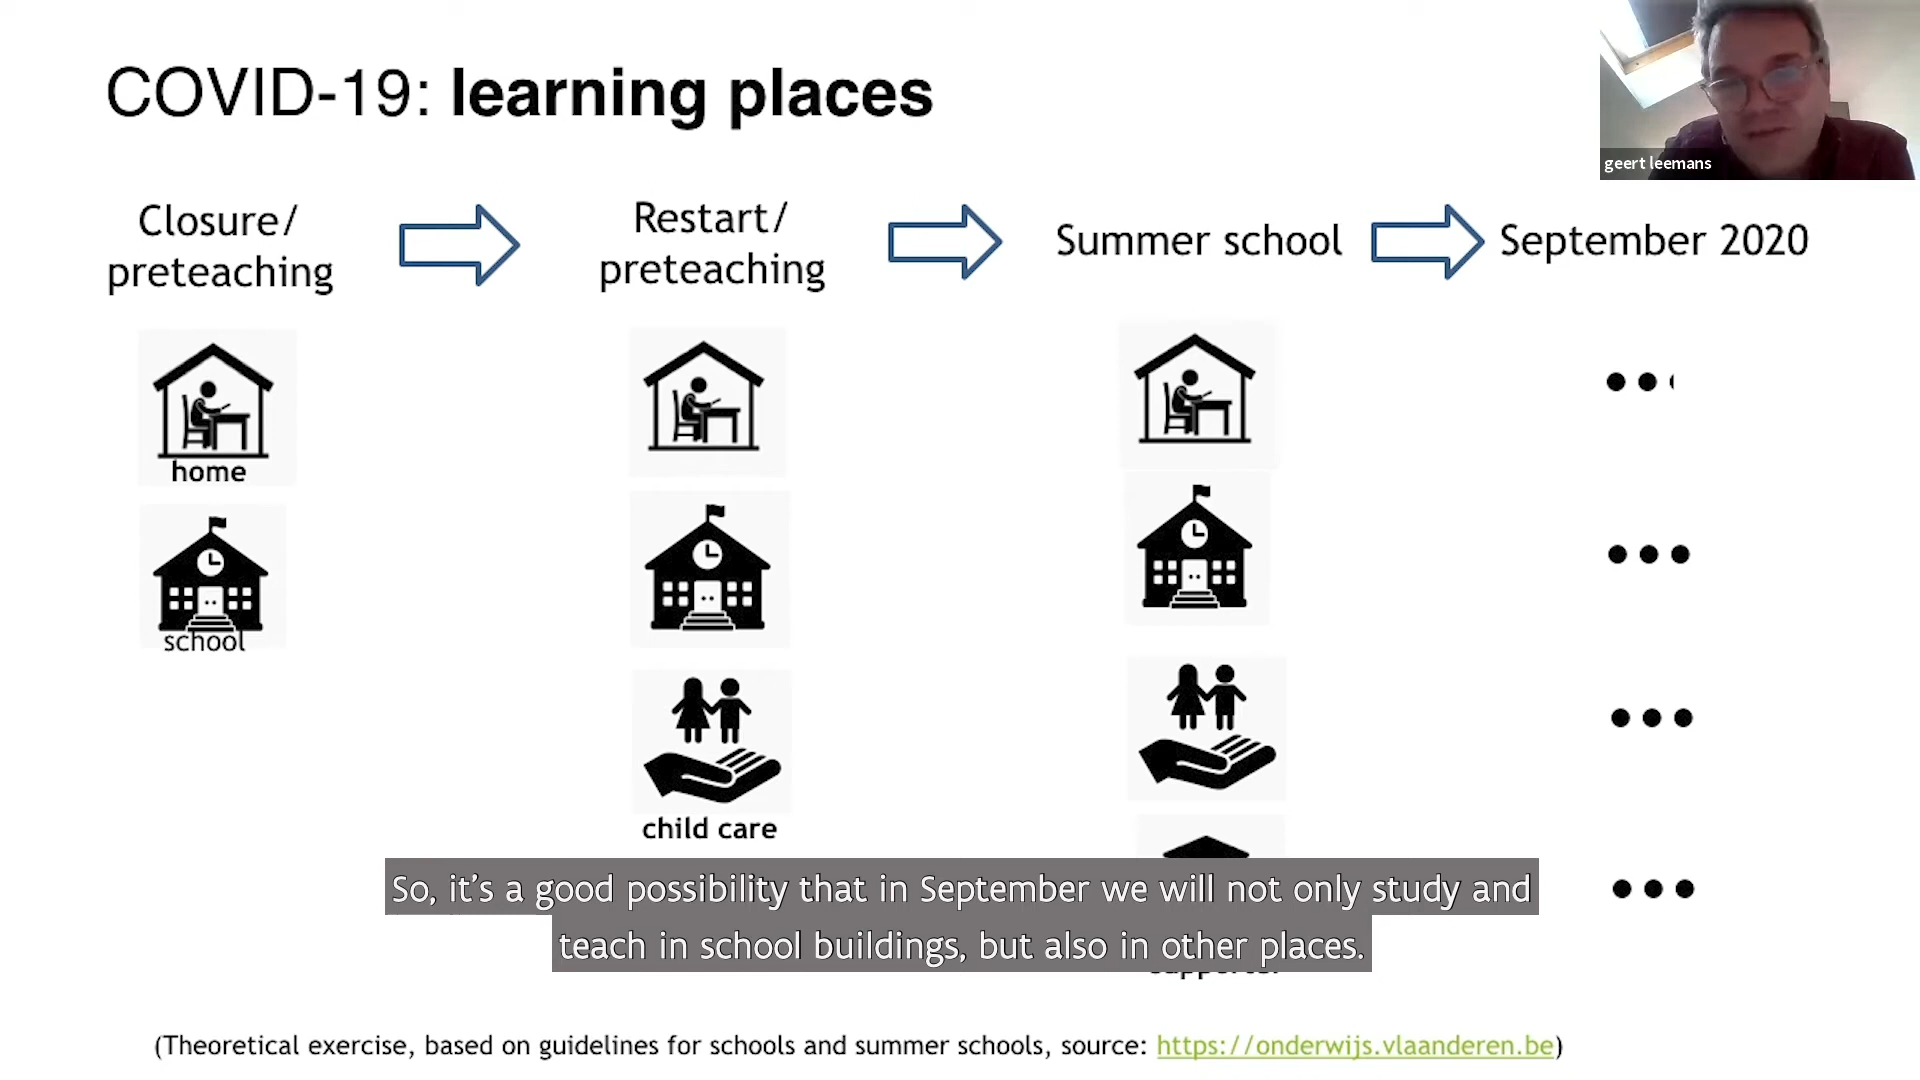 COVID-19: learning places
geert leemans
Closure/
preteaching
Restart/
preteaching
Summer school
September 2020
home
school
child care
So, it's a good possibility that in September we will not only study and
teach in school buildings, but also in other places.
(Theoretical exercise, based on guidelines for schools and summer schools, source: https://onderwijs.vlaanderen.be)